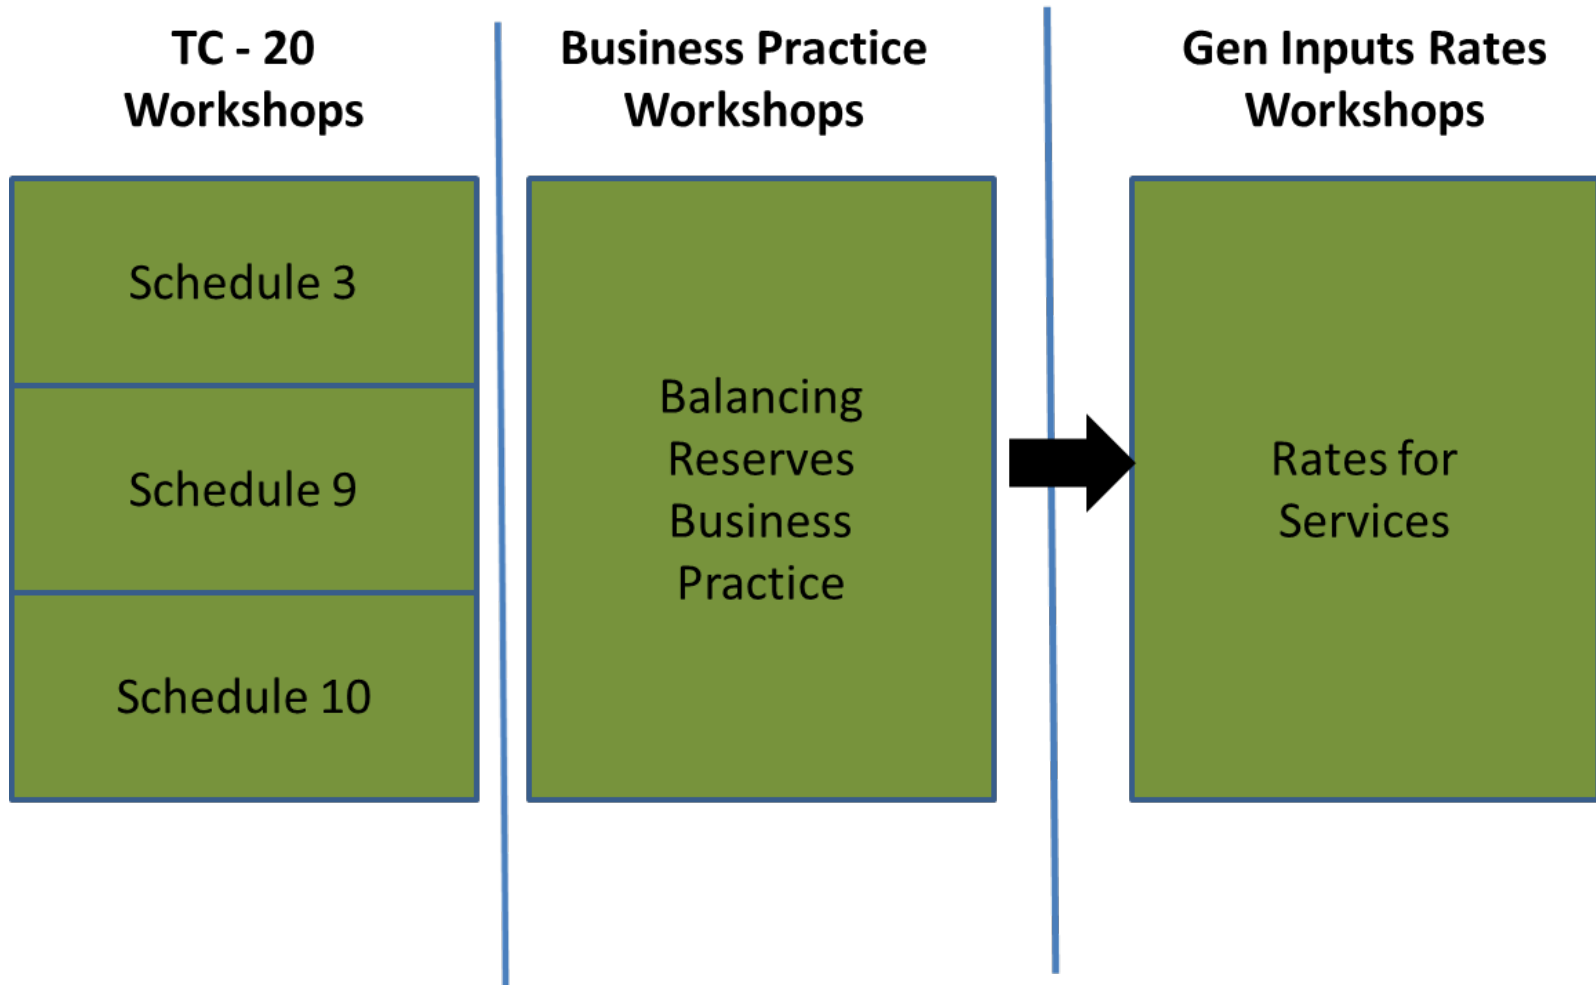 TC - 20
Workshops
Business Practice
Workshops
Gen Inputs Rates
Workshops
Schedule 3
Schedule 9
Schedule 10
Balancing
Reserves
Business
Practice
Rates for
Services